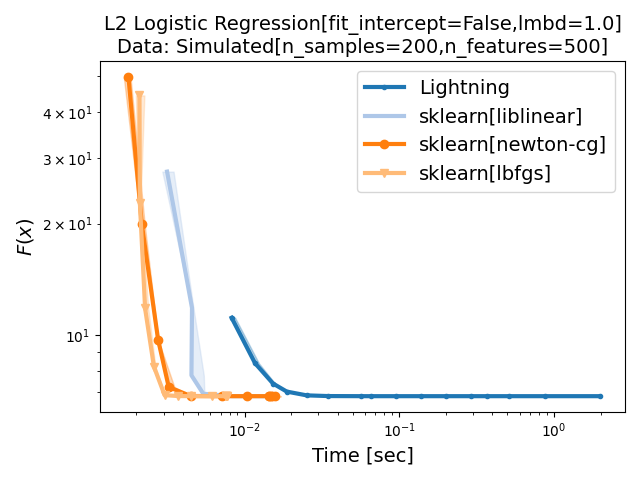 L2 Logistic Regression[fit_intercept=False,lmbd=1.0]
Data: Simulated[n_samples=200,n_features=500]
Lightning
sklearn[liblinear]
sklearn[newton-cg]
sklearn[lbfgs]
F(x)
4 × 10¹
3 × 10¹
2 × 10¹
10¹
10⁻² 10⁻¹ 10⁰
Time [sec]